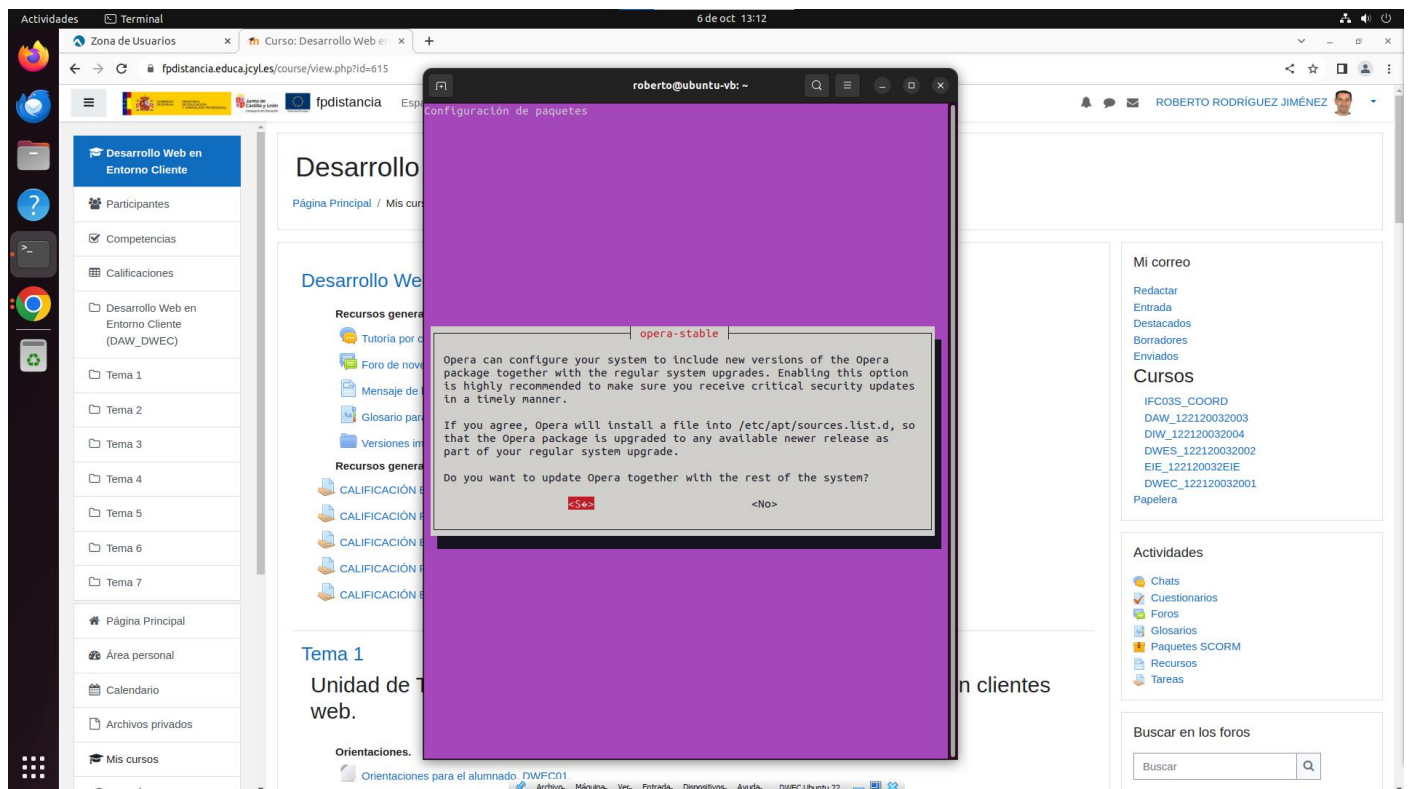 Actividades
Terminal
6 de oct 13:12
Zona de Usuarios
Curso: Desarrollo Web en
fpdistancia.educa.jcyl.es/course/view.php?id=615
roberto@ubuntu-vb: ~
fpdistancia
Espa
ROBERTO RODRÍGUEZ JIMÉNEZ
Desarrollo Web en
Entorno Cliente
Participantes
Competencias
Calificaciones
Desarrollo Web en
Entorno Cliente
(DAW_DWEC)
Tema 1
Tema 2
Tema 3
Tema 4
Tema 5
Tema 6
Tema 7
Página Principal
Área personal
Calendario
Archivos privados
Mis cursos
Desarrollo
Página Principal / Mis curs
Desarrollo We
Recursos genera
Tutoría por c
Foro de nove
Mensaje de
Glosario para
Versiones im
Recursos genera
CALIFICACIÓN E
CALIFICACIÓN F
CALIFICACIÓN E
CALIFICACIÓN F
CALIFICACIÓN E
Tema 1
Unidad de T
n clientes
web.
Orientaciones.
Orientaciones para el alumnado. DWEC01.
Configuración de paquetes
opera-stable
Opera can configure your system to include new versions of the Opera
package together with the regular system upgrades. Enabling this option
is highly recommended to make sure you receive critical security updates
in a timely manner.
If you agree, Opera will install a file into /etc/apt/sources.list.d, so
that the Opera package is upgraded to any available newer release as
part of your regular system upgrade.
Do you want to update Opera together with the rest of the system?
<S�> <No>
Mi correo
Redactar
Entrada
Destacados
Borradores
Enviados
Cursos
IFC03S_COORD
DAW_122120032003
DIW_122120032004
DWES_122120032002
EIE_122120032EIE
DWEC_122120032001
Papelera
Actividades
Chats
Cuestionarios
Foros
Glosarios
Paquetes SCORM
Recursos
Tareas
Buscar en los foros
Buscar
Archivo Máquina Ver Entrada Dispositivos Ayuda DWEC Ubuntu 22